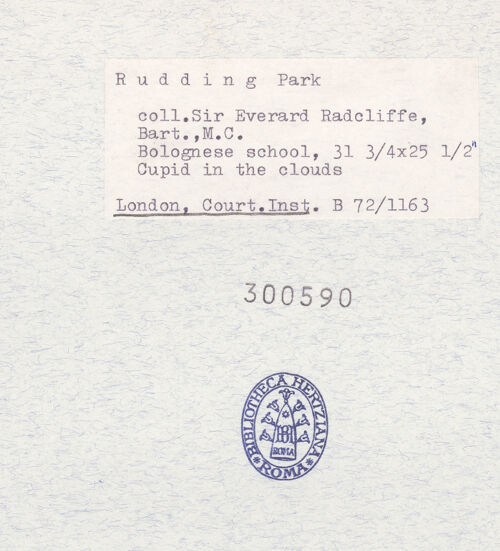 Rudding Park
coll.Sir Everard Radcliffe,
Bart.,M.C.
Bolognese school, 31 3/4x25 1/2"
Cupid in the clouds
London, Court.Inst. B 72/1163
300590
BIBLIOTHECA HERTZIANA
ROMA
ROMA